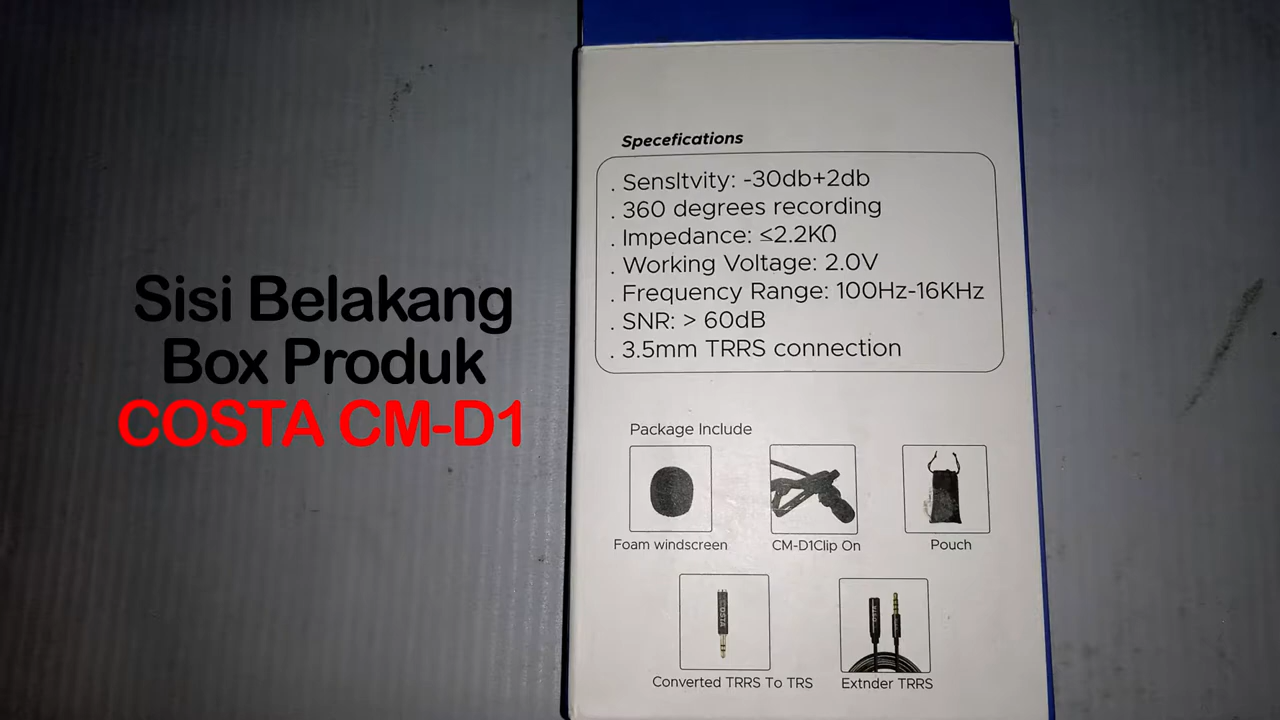 Sisi Belakang
Box Produk
COSTA CM-D1
Specefications
. Sensltvity: -30db+2db
. 360 degrees recording
. Impedance: ≤2.2KΩ
. Working Voltage: 2.0V
. Frequency Range: 100Hz-16KHz
. SNR: > 60dB
. 3.5mm TRRS connection
Package Include
Foam windscreen
CM-D1Clip On
Pouch
COSTA
Converted TRRS To TRS
Extnder TRRS